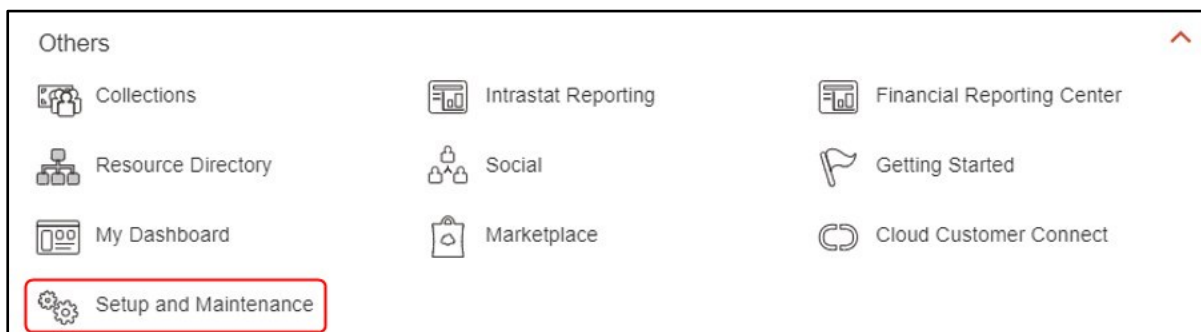 Others
Collections
Intrastat Reporting
Financial Reporting Center
Resource Directory
Social
Getting Started
My Dashboard
Marketplace
Cloud Customer Connect
Setup and Maintenance